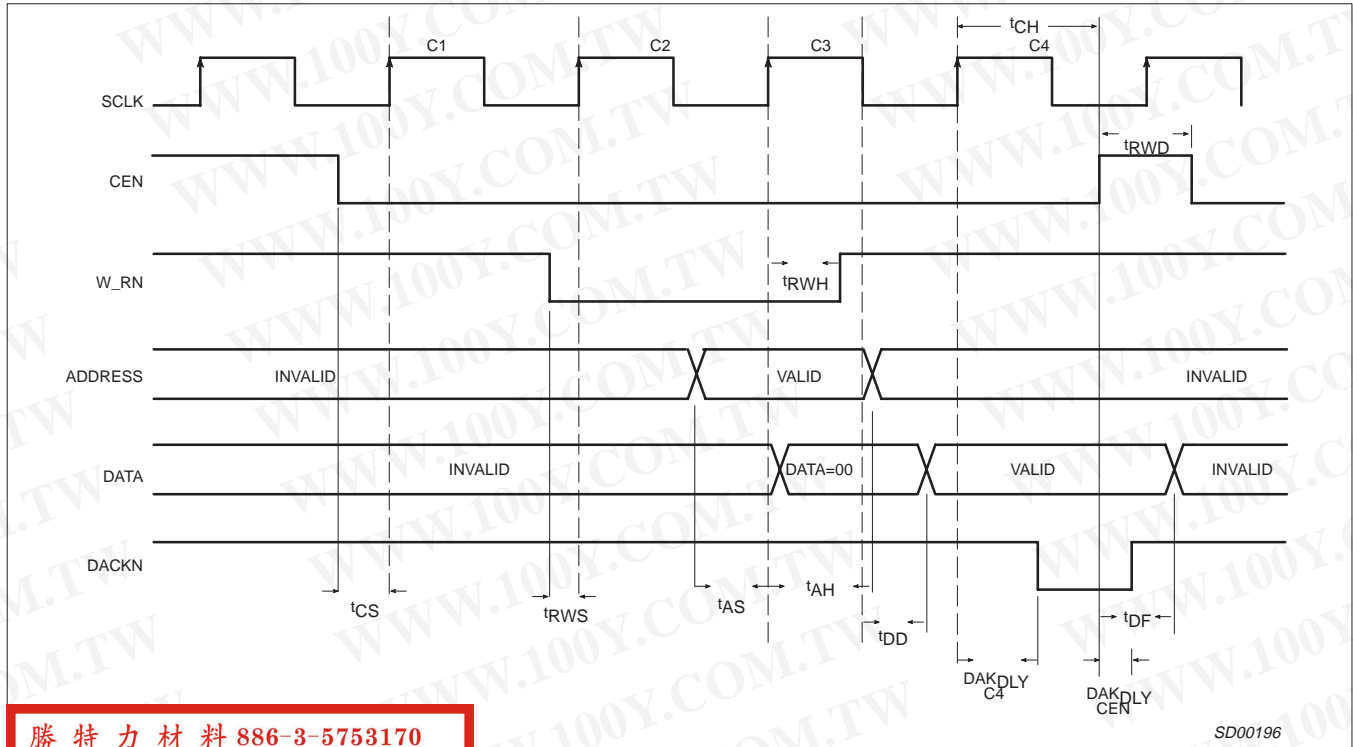 tCH
C1 C2 C3 C4
SCLK
tRWD
CEN
W_RN
tRWH
ADDRESS INVALID VALID INVALID
DATA INVALID DATA=00 VALID INVALID
DACKN
tCS tRWS tAS tAH tDD tDF
DAKDLY C4
DAKDLY CEN
SD00196
勝特力材料 886-3-5753170
WWW.100Y.COM.TW